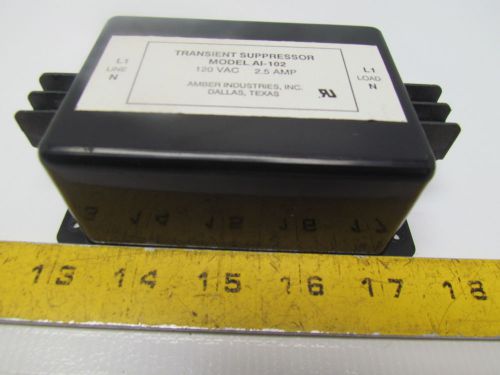 TRANSIENT SUPPRESSOR
MODEL AI-102
120 VAC 2.5 AMP
AMBER INDUSTRIES, INC.
DALLAS, TEXAS
L1
LINE
N
L1
LOAD
N
13 14 15 16 17 18